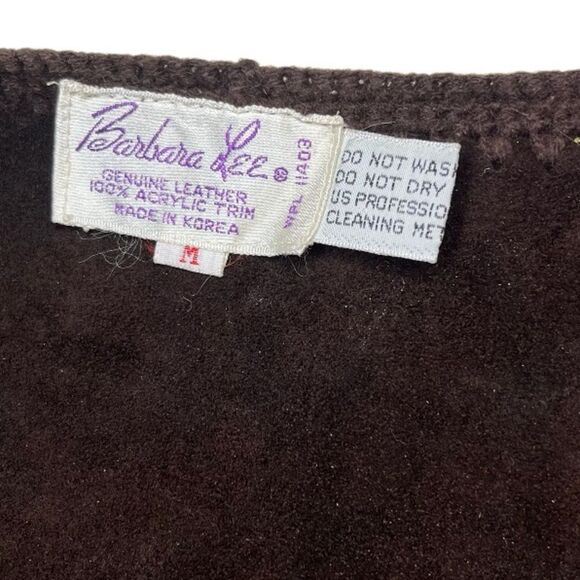 Barbara Lee ®
GENUINE LEATHER
100% ACRYLIC TRIM
MADE IN KOREA
WPL 11403
M
DO NOT WASH
DO NOT DRY
US PROFESSIO
CLEANING MET